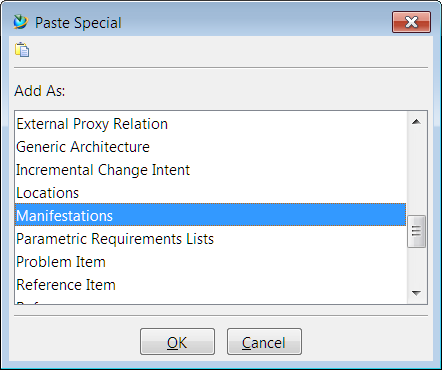 Paste Special
Add As:
External Proxy Relation
Generic Architecture
Incremental Change Intent
Locations
Manifestations
Parametric Requirements Lists
Problem Item
Reference Item
OK Cancel